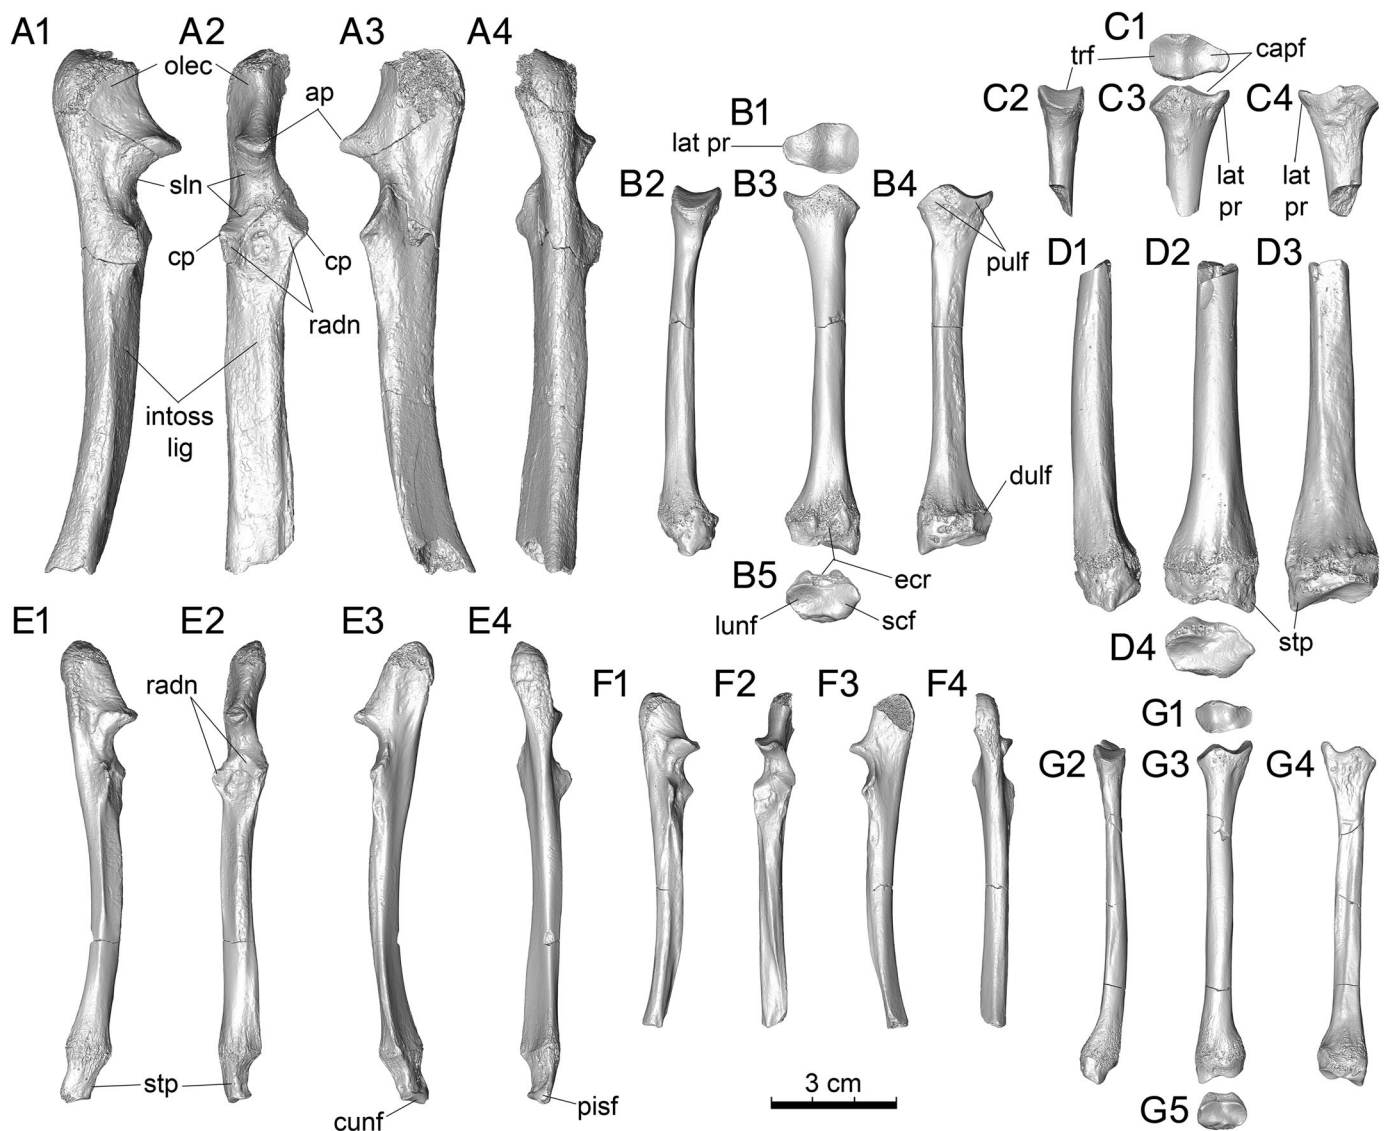 A1
A2
A3
A4
olec
ap
sln
cp
cp
radn
intoss
lig
B1
lat pr
B2
B3
B4
pulf
dulf
B5
ecr
lunf
scf
C1
trf
capf
C2
C3
C4
lat
pr
lat
pr
D1
D2
D3
D4
stp
E1
E2
E3
E4
radn
stp
cunf
pisf
F1
F2
F3
F4
3 cm
G1
G2
G3
G4
G5